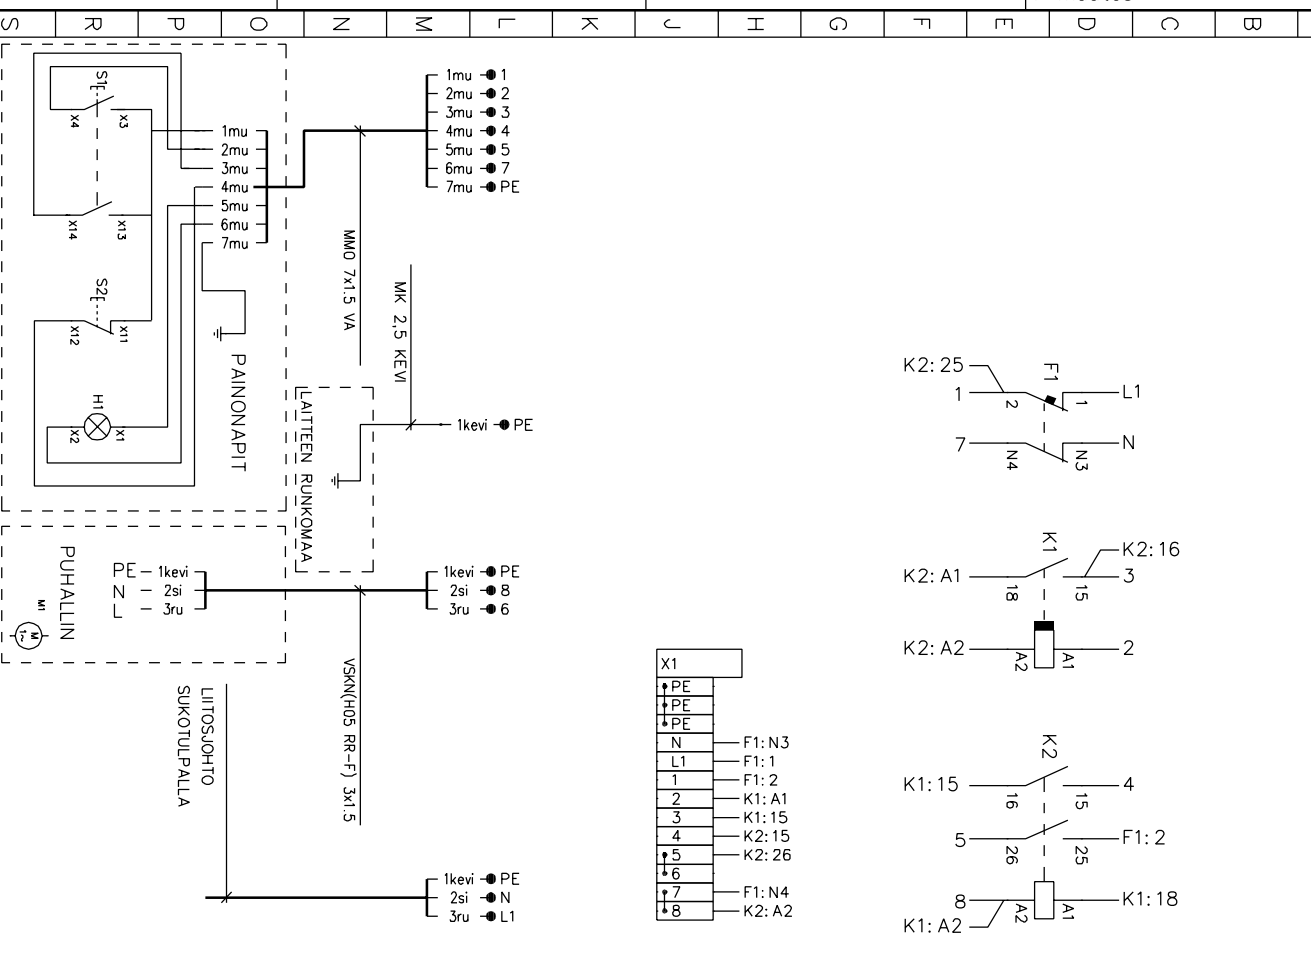 S R P O N M L K J H G F E D C B
S1
X4 X3
X14 X13
S2
X12 X11
H1
X2 X1
1mu
2mu
3mu
4mu
5mu
6mu
7mu
PAINONAPIT
1mu 1
2mu 2
3mu 3
4mu 4
5mu 5
6mu 7
7mu PE
MMO 7x1.5 VA
MK 2,5 KEVI
1kevi PE
LAITTEEN RUNKOMAA
PUHALLIN
M1
M
1~
PE 1kevi
N 2si
L 3ru
1kevi PE
2si 8
3ru 6
VSKN(H05 RR-F) 3x1.5
LIITOSJOHTO
SUKOTULPALLA
1kevi PE
2si N
3ru L1
X1
PE
PE
PE
N F1:N3
L1 F1:1
1 F1:2
2 K1:A1
3 K1:15
4 K2:15
5 K2:26
6
7 F1:N4
8 K2:A2
K2:25
F1
1 2 1 L1
7 N4 N3 N
K1
K2:16
K2:A1 18 15 3
K2:A2 A2 A1 2
K2
K1:15 16 15 4
5 26 25 F1:2
8 A2 A1 K1:18
K1:A2